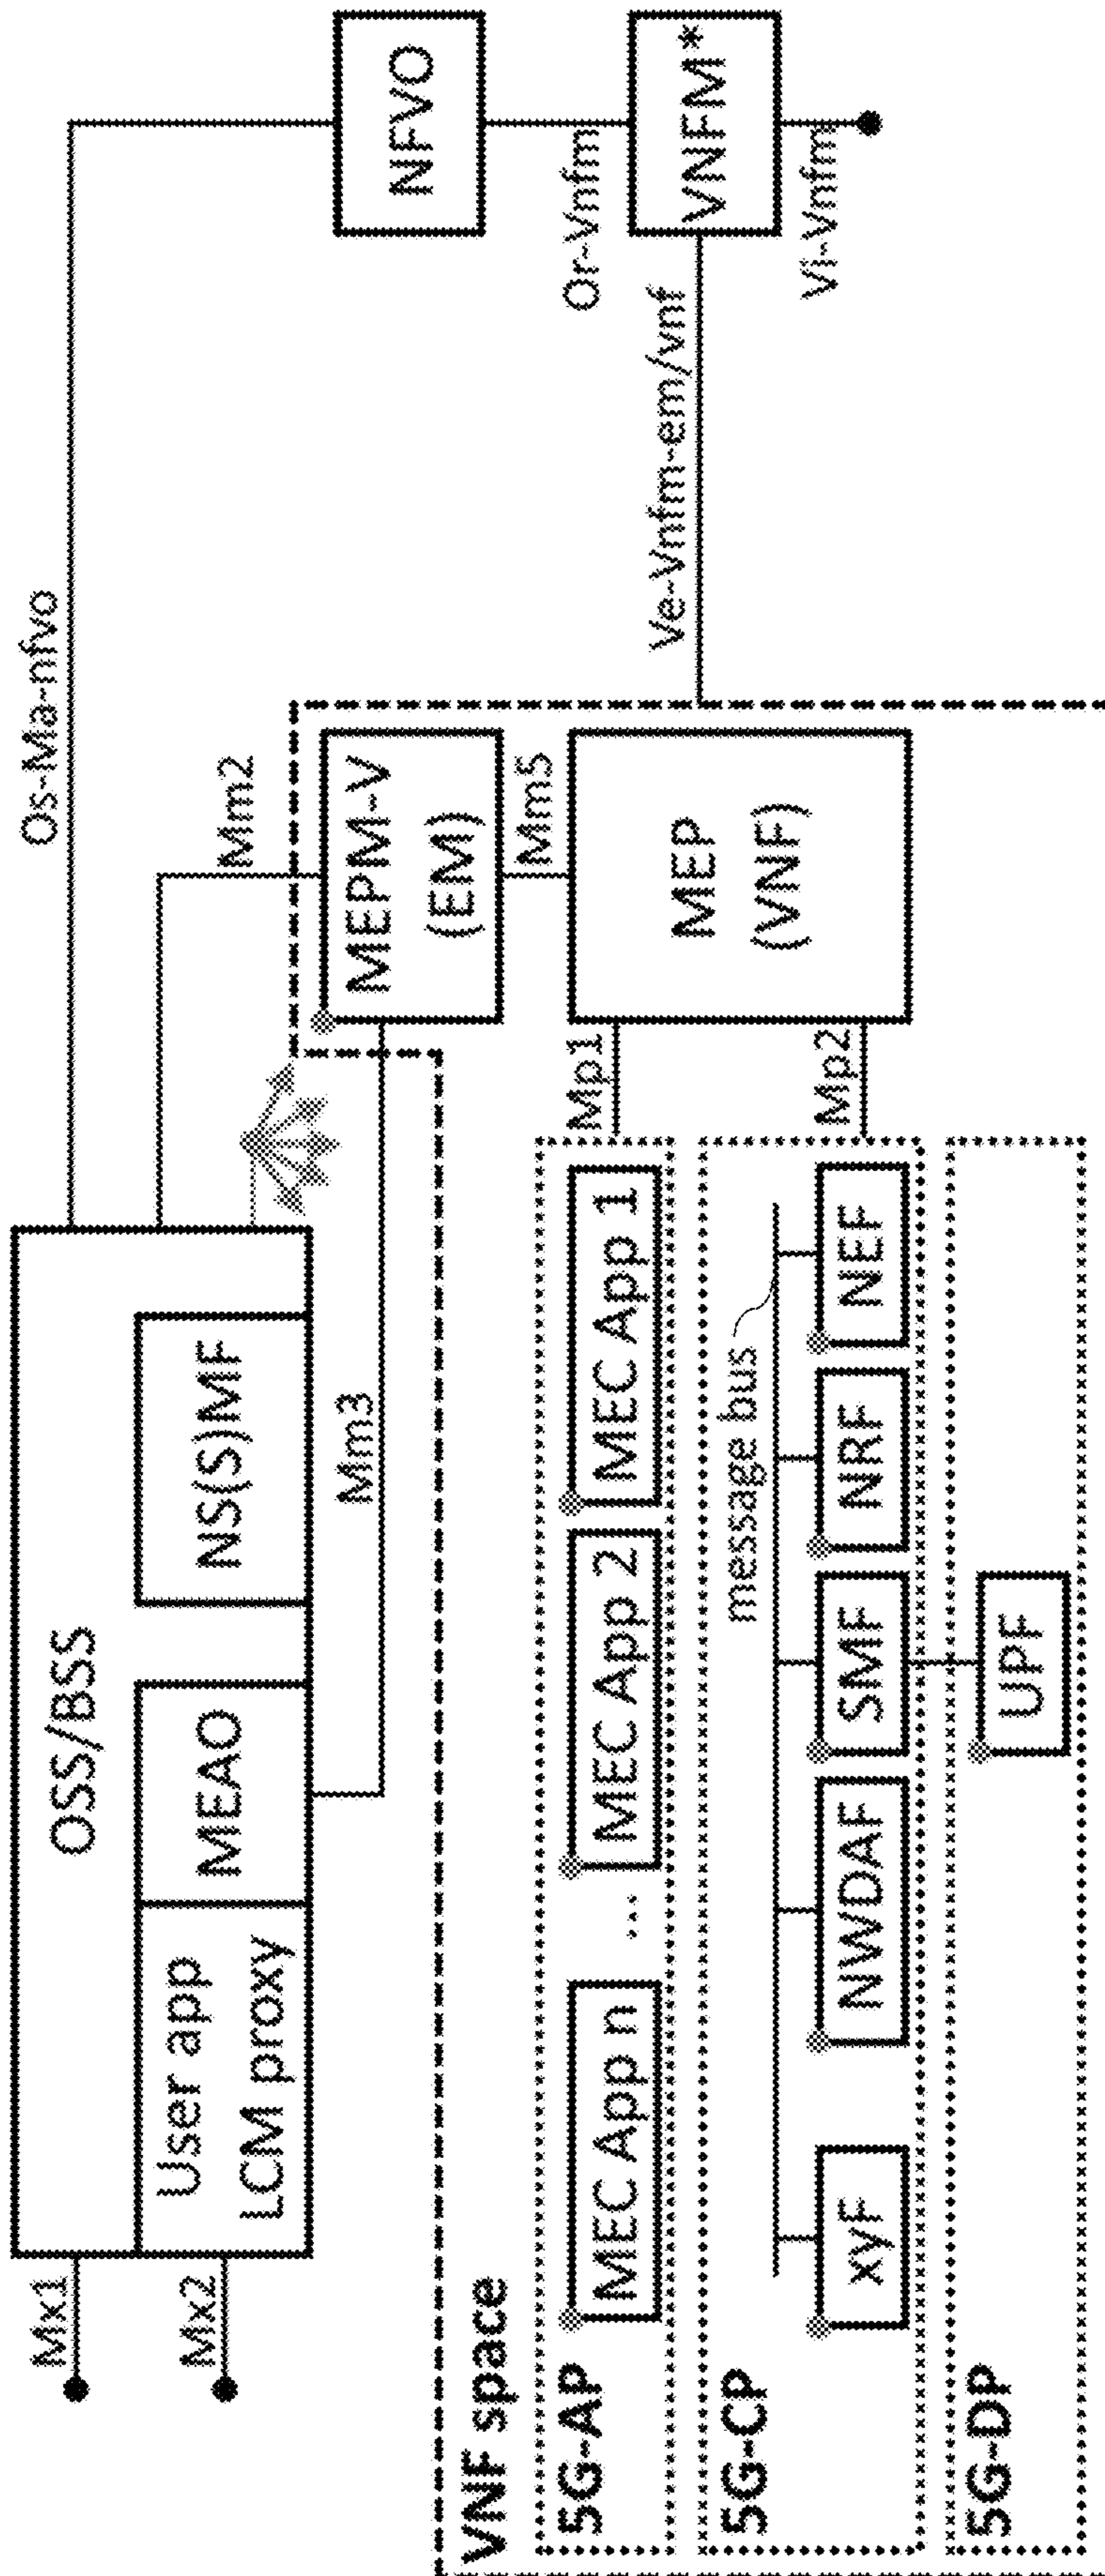 Os-Ma-nfvo
OSS/BSS
Mx1
Mx2
User app
LCM proxy
MEAO
NS(S)MF
Mm2
Mm3
NFVO
Or-Vnfm
VNFM*
Vi-Vnfm
Ve-Vnfm-em/vnf
VNF space
MEPM-V
(EM)
Mm5
MEP
(VNF)
Mp1
Mp2
5G-AP
MEC App n
...
MEC App 2
MEC App 1
5G-CP
message bus
xyF
NWDAF
SMF
NRF
NEF
5G-DP
UPF